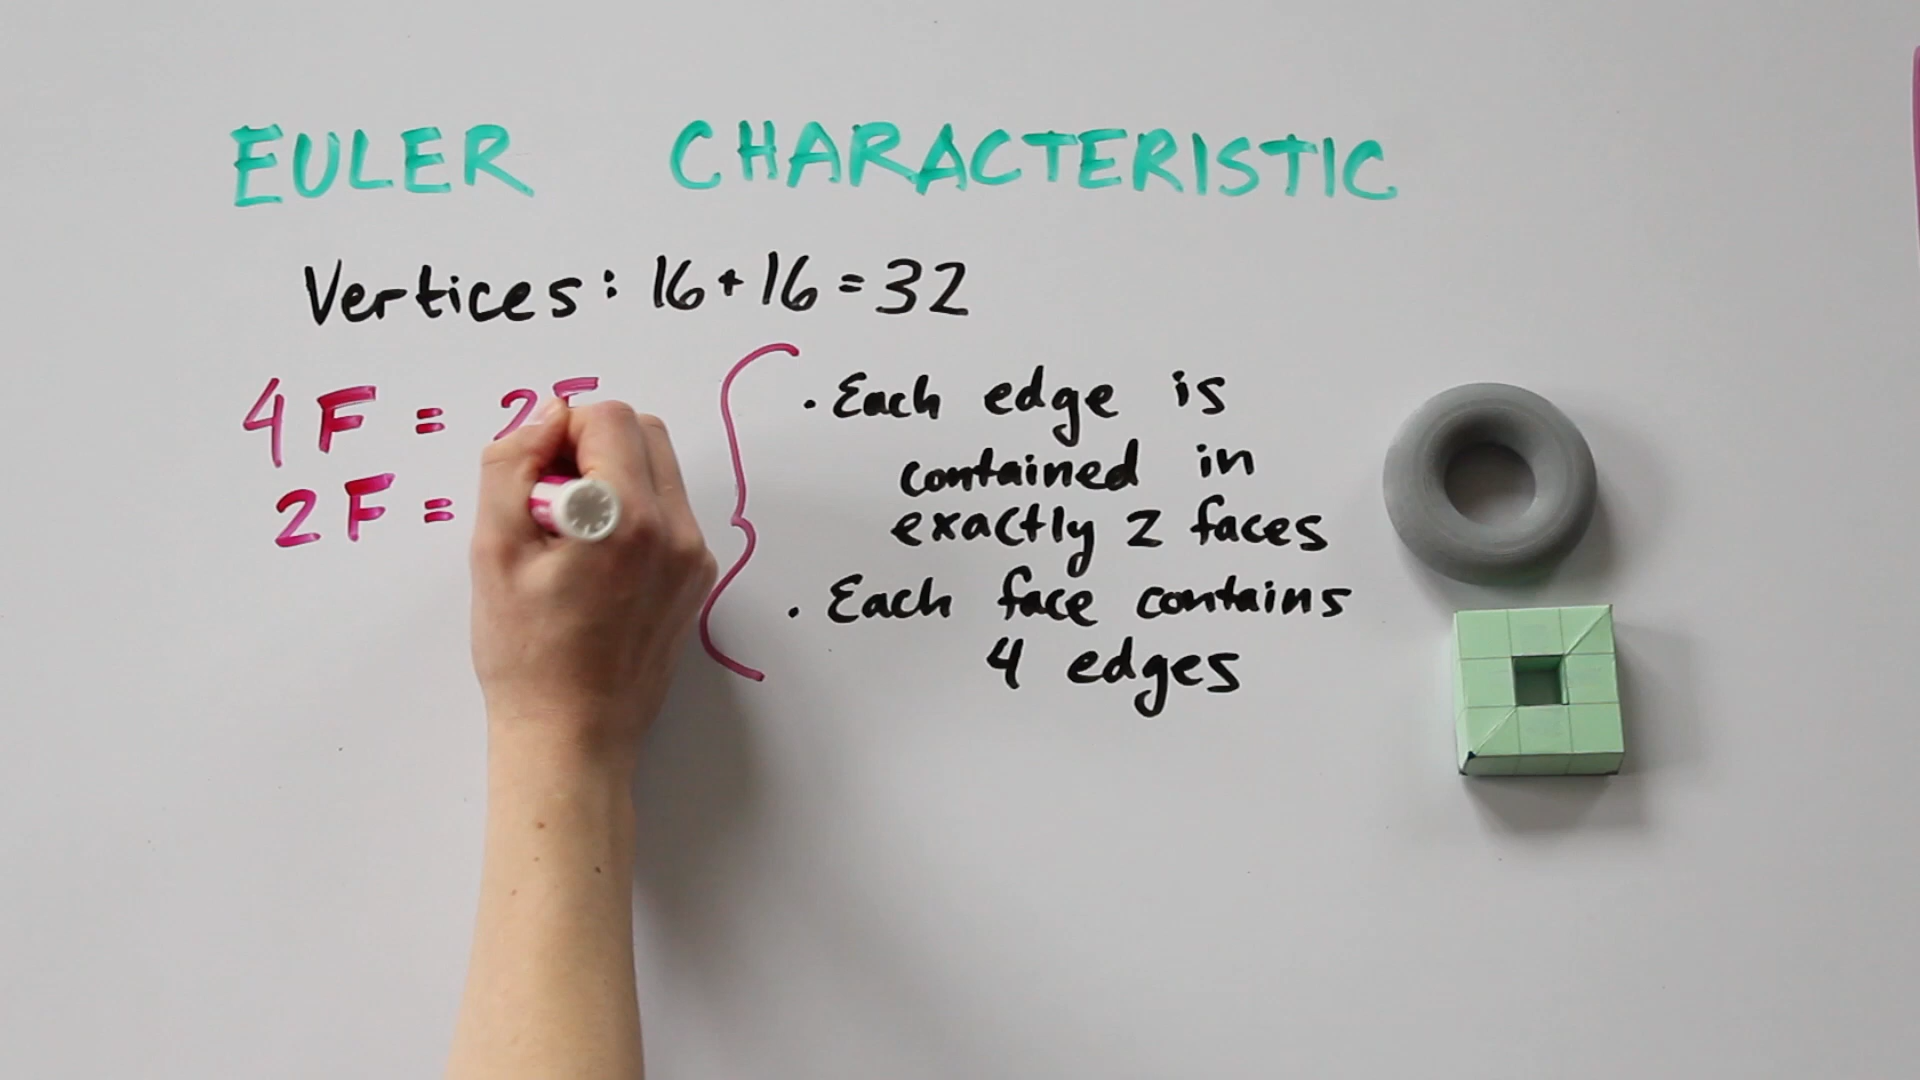 EULER CHARACTERISTIC
Vertices: 16+16=32
4F = 2
2F =
· Each edge is
contained in
exactly 2 faces
· Each face contains
4 edges